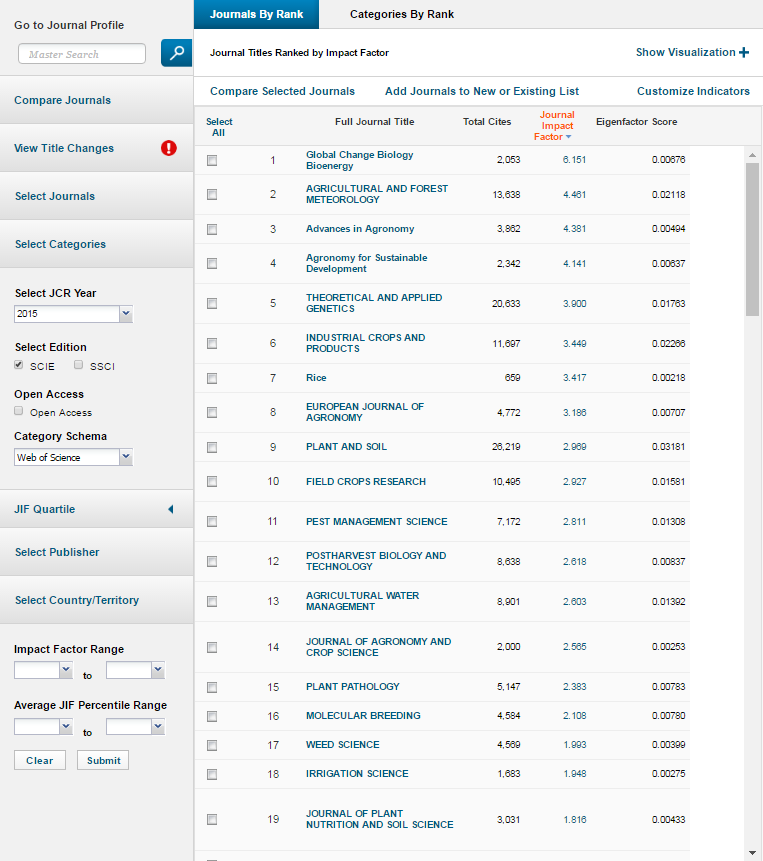 Go to Journal Profile
Master Search
Compare Journals
View Title Changes
Select Journals
Select Categories
Select JCR Year
2015
Select Edition
SCIE SSCI
Open Access
Open Access
Category Schema
Web of Science
JIF Quartile
Select Publisher
Select Country/Territory
Impact Factor Range
to
Average JIF Percentile Range
to
Clear Submit
Journals By Rank Categories By Rank
Journal Titles Ranked by Impact Factor Show Visualization +
Compare Selected Journals Add Journals to New or Existing List Customize Indicators
Select
All
Full Journal Title
Total Cites
Journal
Impact
Factor
Eigenfactor Score
1 Global Change Biology
Bioenergy 2,053 6.151 0.00676
2 AGRICULTURAL AND FOREST
METEOROLOGY 13,638 4.461 0.02118
3 Advances in Agronomy 3,862 4.381 0.00494
4 Agronomy for Sustainable
Development 2,342 4.141 0.00637
5 THEORETICAL AND APPLIED
GENETICS 20,633 3.900 0.01763
6 INDUSTRIAL CROPS AND
PRODUCTS 11,697 3.449 0.02266
7 Rice 659 3.417 0.00218
8 EUROPEAN JOURNAL OF
AGRONOMY 4,772 3.186 0.00707
9 PLANT AND SOIL 26,219 2.969 0.03181
10 FIELD CROPS RESEARCH 10,495 2.927 0.01581
11 PEST MANAGEMENT SCIENCE 7,172 2.811 0.01308
12 POSTHARVEST BIOLOGY AND
TECHNOLOGY 8,638 2.618 0.00837
13 AGRICULTURAL WATER
MANAGEMENT 8,901 2.603 0.01392
14 JOURNAL OF AGRONOMY AND
CROP SCIENCE 2,000 2.565 0.00253
15 PLANT PATHOLOGY 5,147 2.383 0.00783
16 MOLECULAR BREEDING 4,584 2.108 0.00780
17 WEED SCIENCE 4,569 1.993 0.00399
18 IRRIGATION SCIENCE 1,683 1.948 0.00275
19 JOURNAL OF PLANT
NUTRITION AND SOIL SCIENCE 3,031 1.816 0.00433